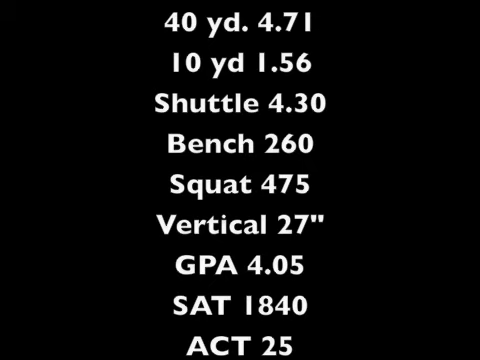 40 yd. 4.71
10 yd 1.56
Shuttle 4.30
Bench 260
Squat 475
Vertical 27"
GPA 4.05
SAT 1840
ACT 25